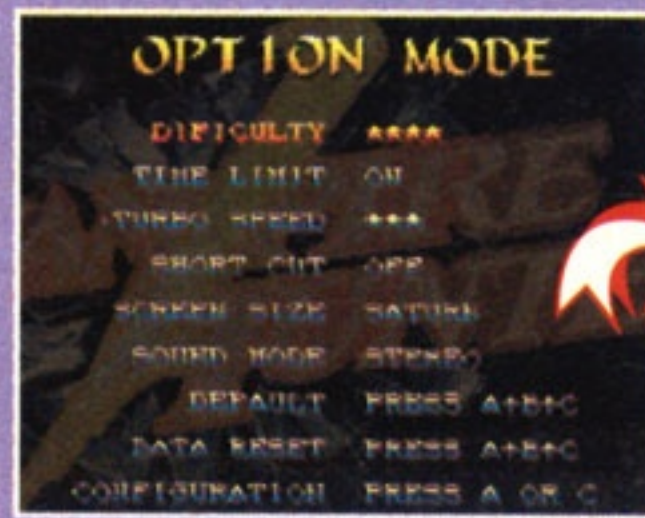 OPTION MODE
DIFICULTY ****
TIME LIMIT ON
TURBO SPEED ***
SHORT CUT OFF
SCREEN SIZE SATURN
SOUND MODE STEREO
DEFAULT PRESS A+B+C
DATA RESET PRESS A+B+C
CONFIGURATION PRESS A OR C